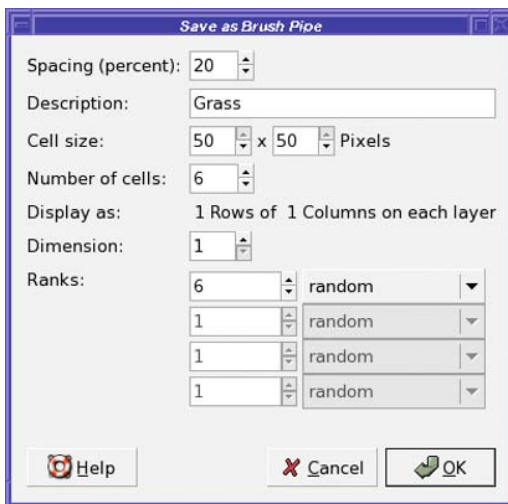 Save as Brush Pipe
Spacing (percent): 20
Description: Grass
Cell size: 50 x 50 Pixels
Number of cells: 6
Display as: 1 Rows of 1 Columns on each layer
Dimension: 1
Ranks: 6 random
1 random
1 random
1 random
Help Cancel OK